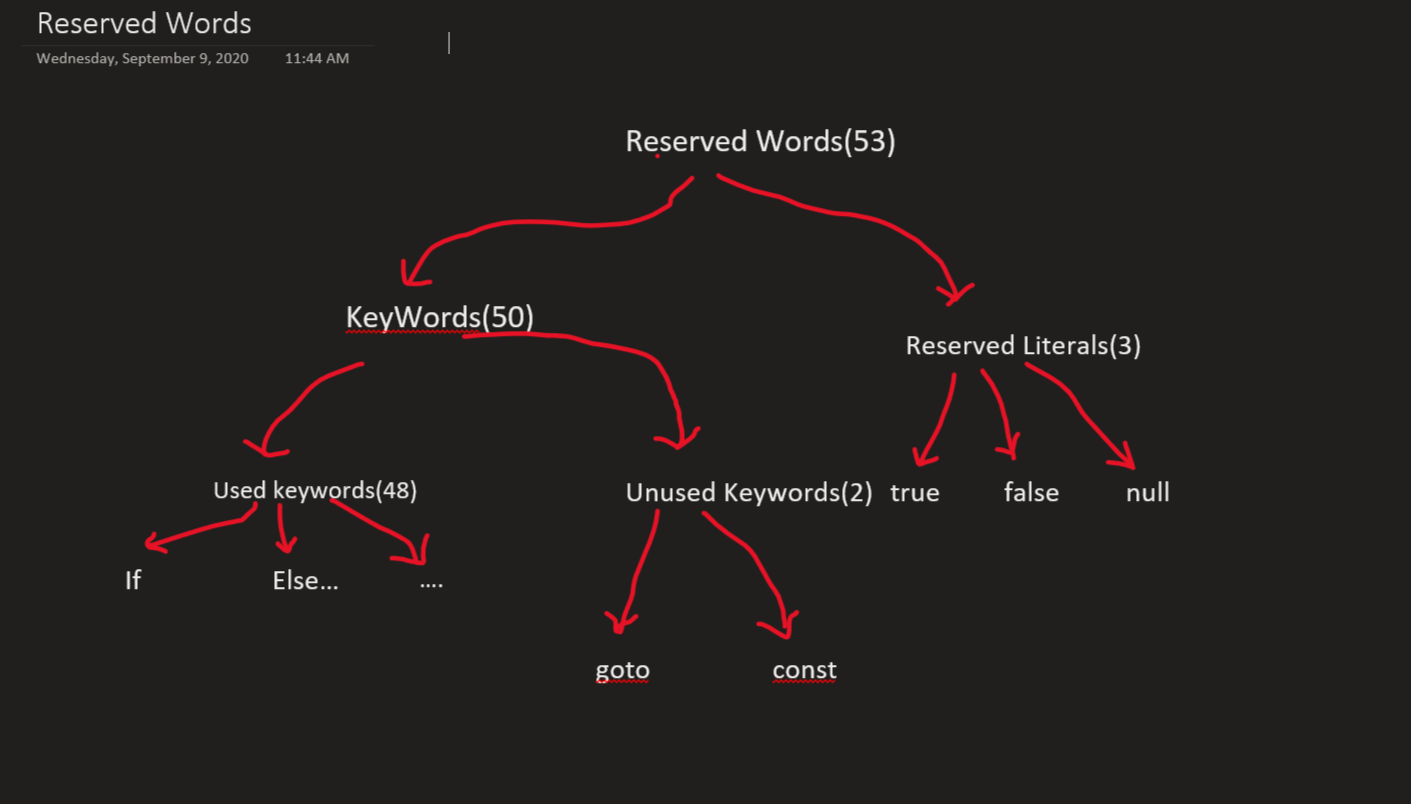 Reserved Words
Wednesday, September 9, 2020 11:44 AM
Reserved Words(53)
KeyWords(50)
Reserved Literals(3)
Used keywords(48)
Unused Keywords(2)
true
false
null
If
Else...
....
goto
const